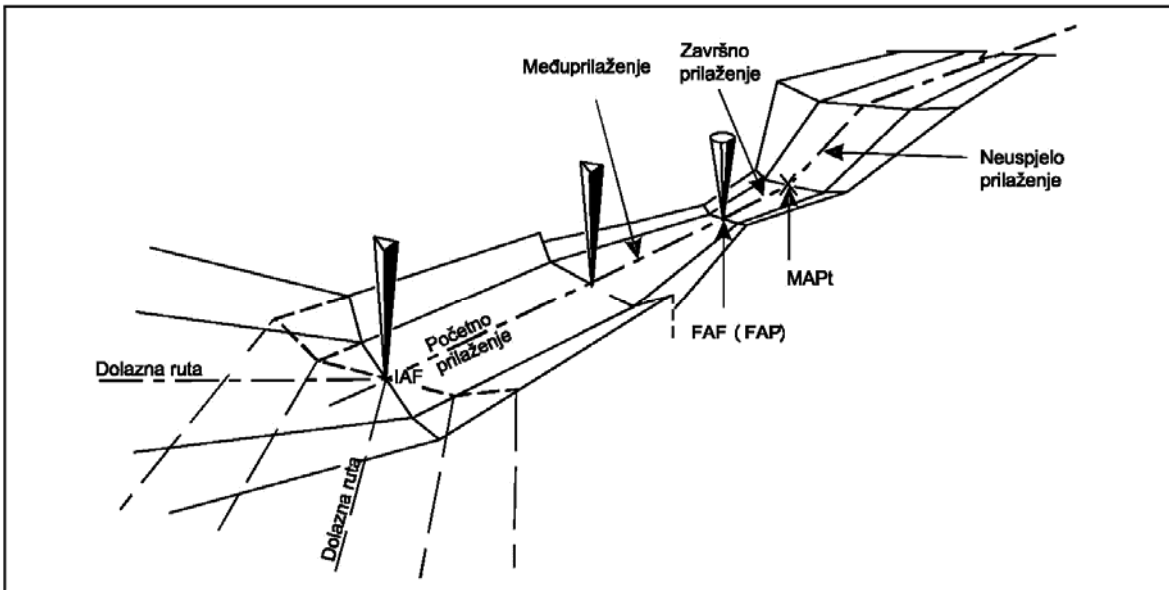 Završno
prilaženje
Međuprilaženje
Neuspjelo
prilaženje
MAPt
FAF ( FAP)
Početno
prilaženje
Dolazna ruta
IAF
Dolazna ruta